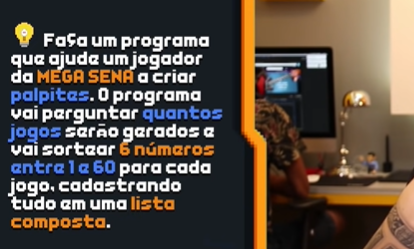 Faça um programa
que ajude um jogador
da MEGA SENA a criar
palpites. O programa
vai perguntar quantos
jogos serão gerados e
vai sortear 6 números
entre 1 e 60 para cada
jogo, cadastrando
tudo em uma lista
composta.